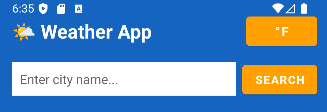 6:35
Weather App
°F
Enter city name...
SEARCH